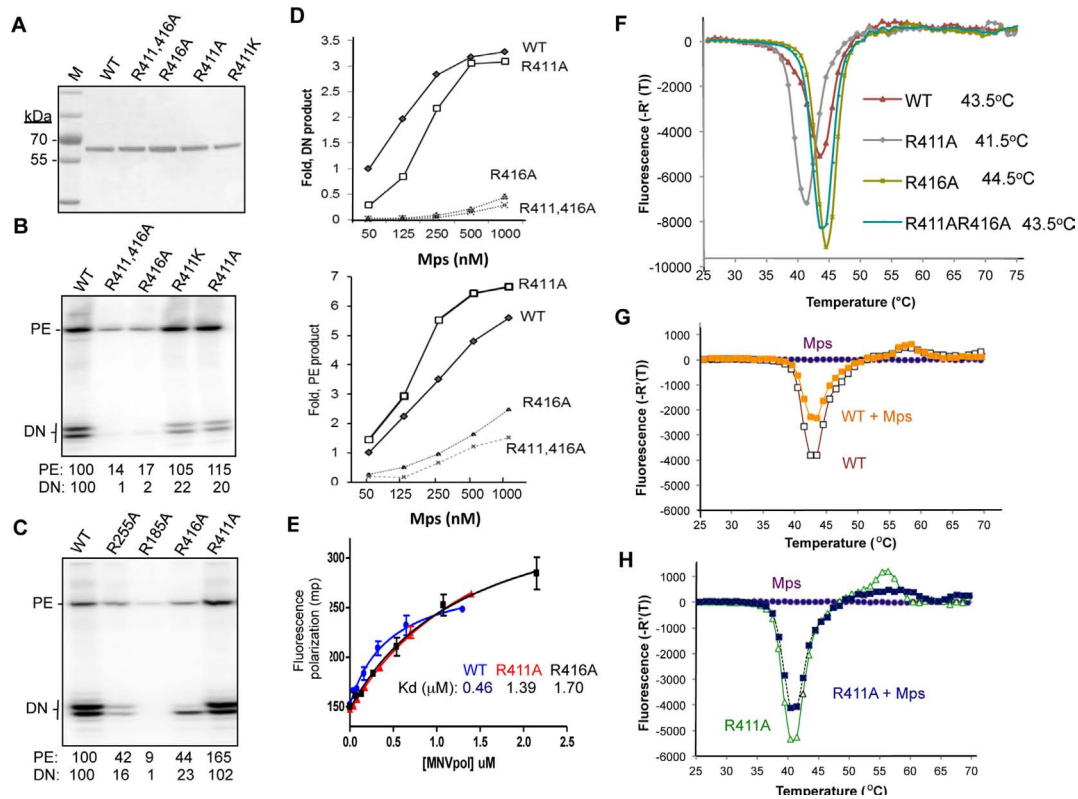 A
M
WT
R411,416A
R416A
R411A
R411K
kDa
70 -
55 -
B
WT
R411,416A
R416A
R411K
R411A
PE -
DN -
PE: 100 14 17 105 115
DN: 100 1 2 22 20
C
WT
R255A
R185A
R416A
R411A
PE -
DN -
PE: 100 42 9 44 165
DN: 100 16 1 23 102
D
Fold, DN product
4
3.5
3
2.5
2
1.5
1
0.5
0
WT
R411A
R416A
R411,416A
50 125 250 500 1000
Mps (nM)
Fold, PE product
7
6
5
4
3
2
1
0
R411A
WT
R416A
R411,416A
50 125 250 500 1000
Mps (nM)
E
Fluorescence
polarization (mp)
300
250
200
150
WT R411A R416A
Kd (μM): 0.46 1.39 1.70
0.0 0.5 1.0 1.5 2.0 2.5
[MNVpol] uM
F
Fluorescence (-R' (T))
0
-2000
-4000
-6000
-8000
-10000
WT 43.5°C
R411A 41.5°C
R416A 44.5°C
R411AR416A 43.5°C
25 35 45 55 65 75
Temperature (°C)
G
Fluorescence (-R'(T))
1000
0
-1000
-2000
-3000
-4000
-5000
-6000
Mps
WT + Mps
WT
25 30 35 40 45 50 55 60 65 70
Temperature (°C)
H
Fluorescence (-R'(T))
1000
0
-1000
-2000
-3000
-4000
-5000
-6000
Mps
R411A + Mps
R411A
25 30 35 40 45 50 55 60 65 70
Temperature (°C)